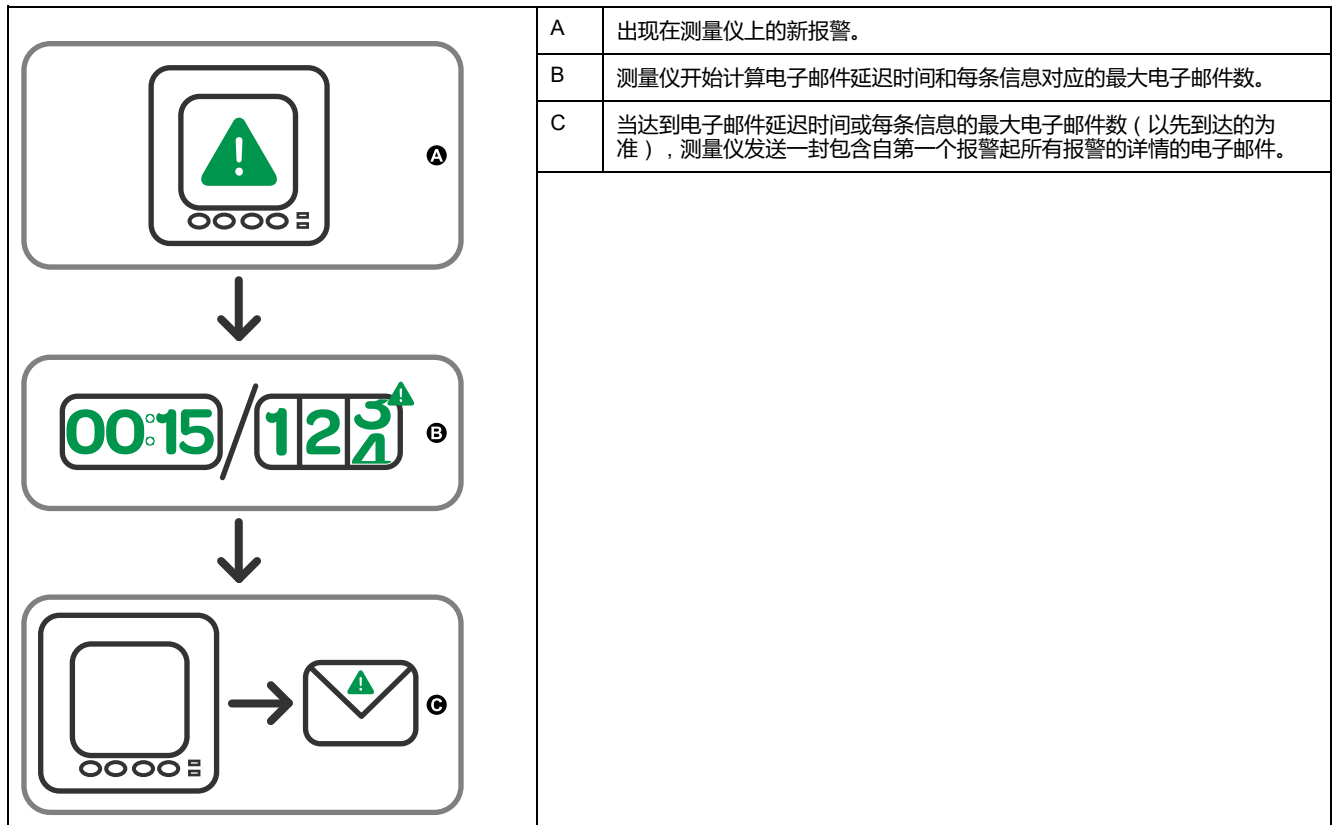 A
出现在测量仪上的新报警。
B
测量仪开始计算电子邮件延迟时间和每条信息对应的最大电子邮件数。
C
当达到电子邮件延迟时间或每条信息的最大电子邮件数（以先到达的为
准），测量仪发送一封包含自第一个报警起所有报警的详情的电子邮件。
A
00:15/123
4
B
C